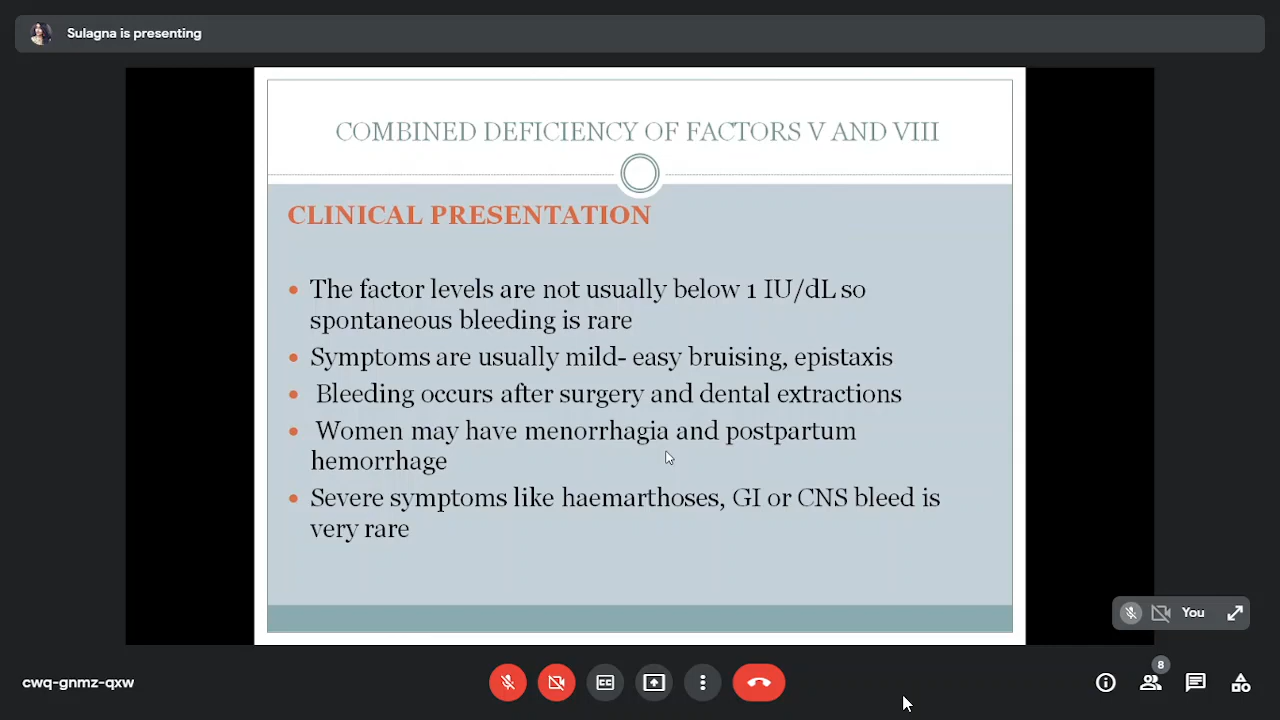 Sulagna is presenting
COMBINED DEFICIENCY OF FACTORS V AND VIII
CLINICAL PRESENTATION
• The factor levels are not usually below 1 IU/dL so
spontaneous bleeding is rare
• Symptoms are usually mild- easy bruising, epistaxis
• Bleeding occurs after surgery and dental extractions
• Women may have menorrhagia and postpartum
hemorrhage
• Severe symptoms like haemarthoses, GI or CNS bleed is
very rare
You
8
cwq-gnmz-qxw
CC